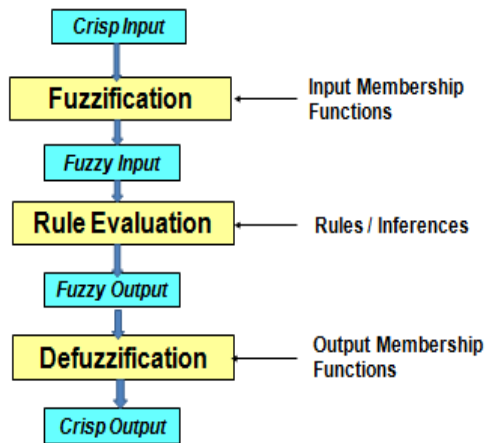 Crisp Input
Fuzzification
Input Membership
Functions
Fuzzy Input
Rule Evaluation
Rules / Inferences
Fuzzy Output
Defuzzification
Output Membership
Functions
Crisp Output